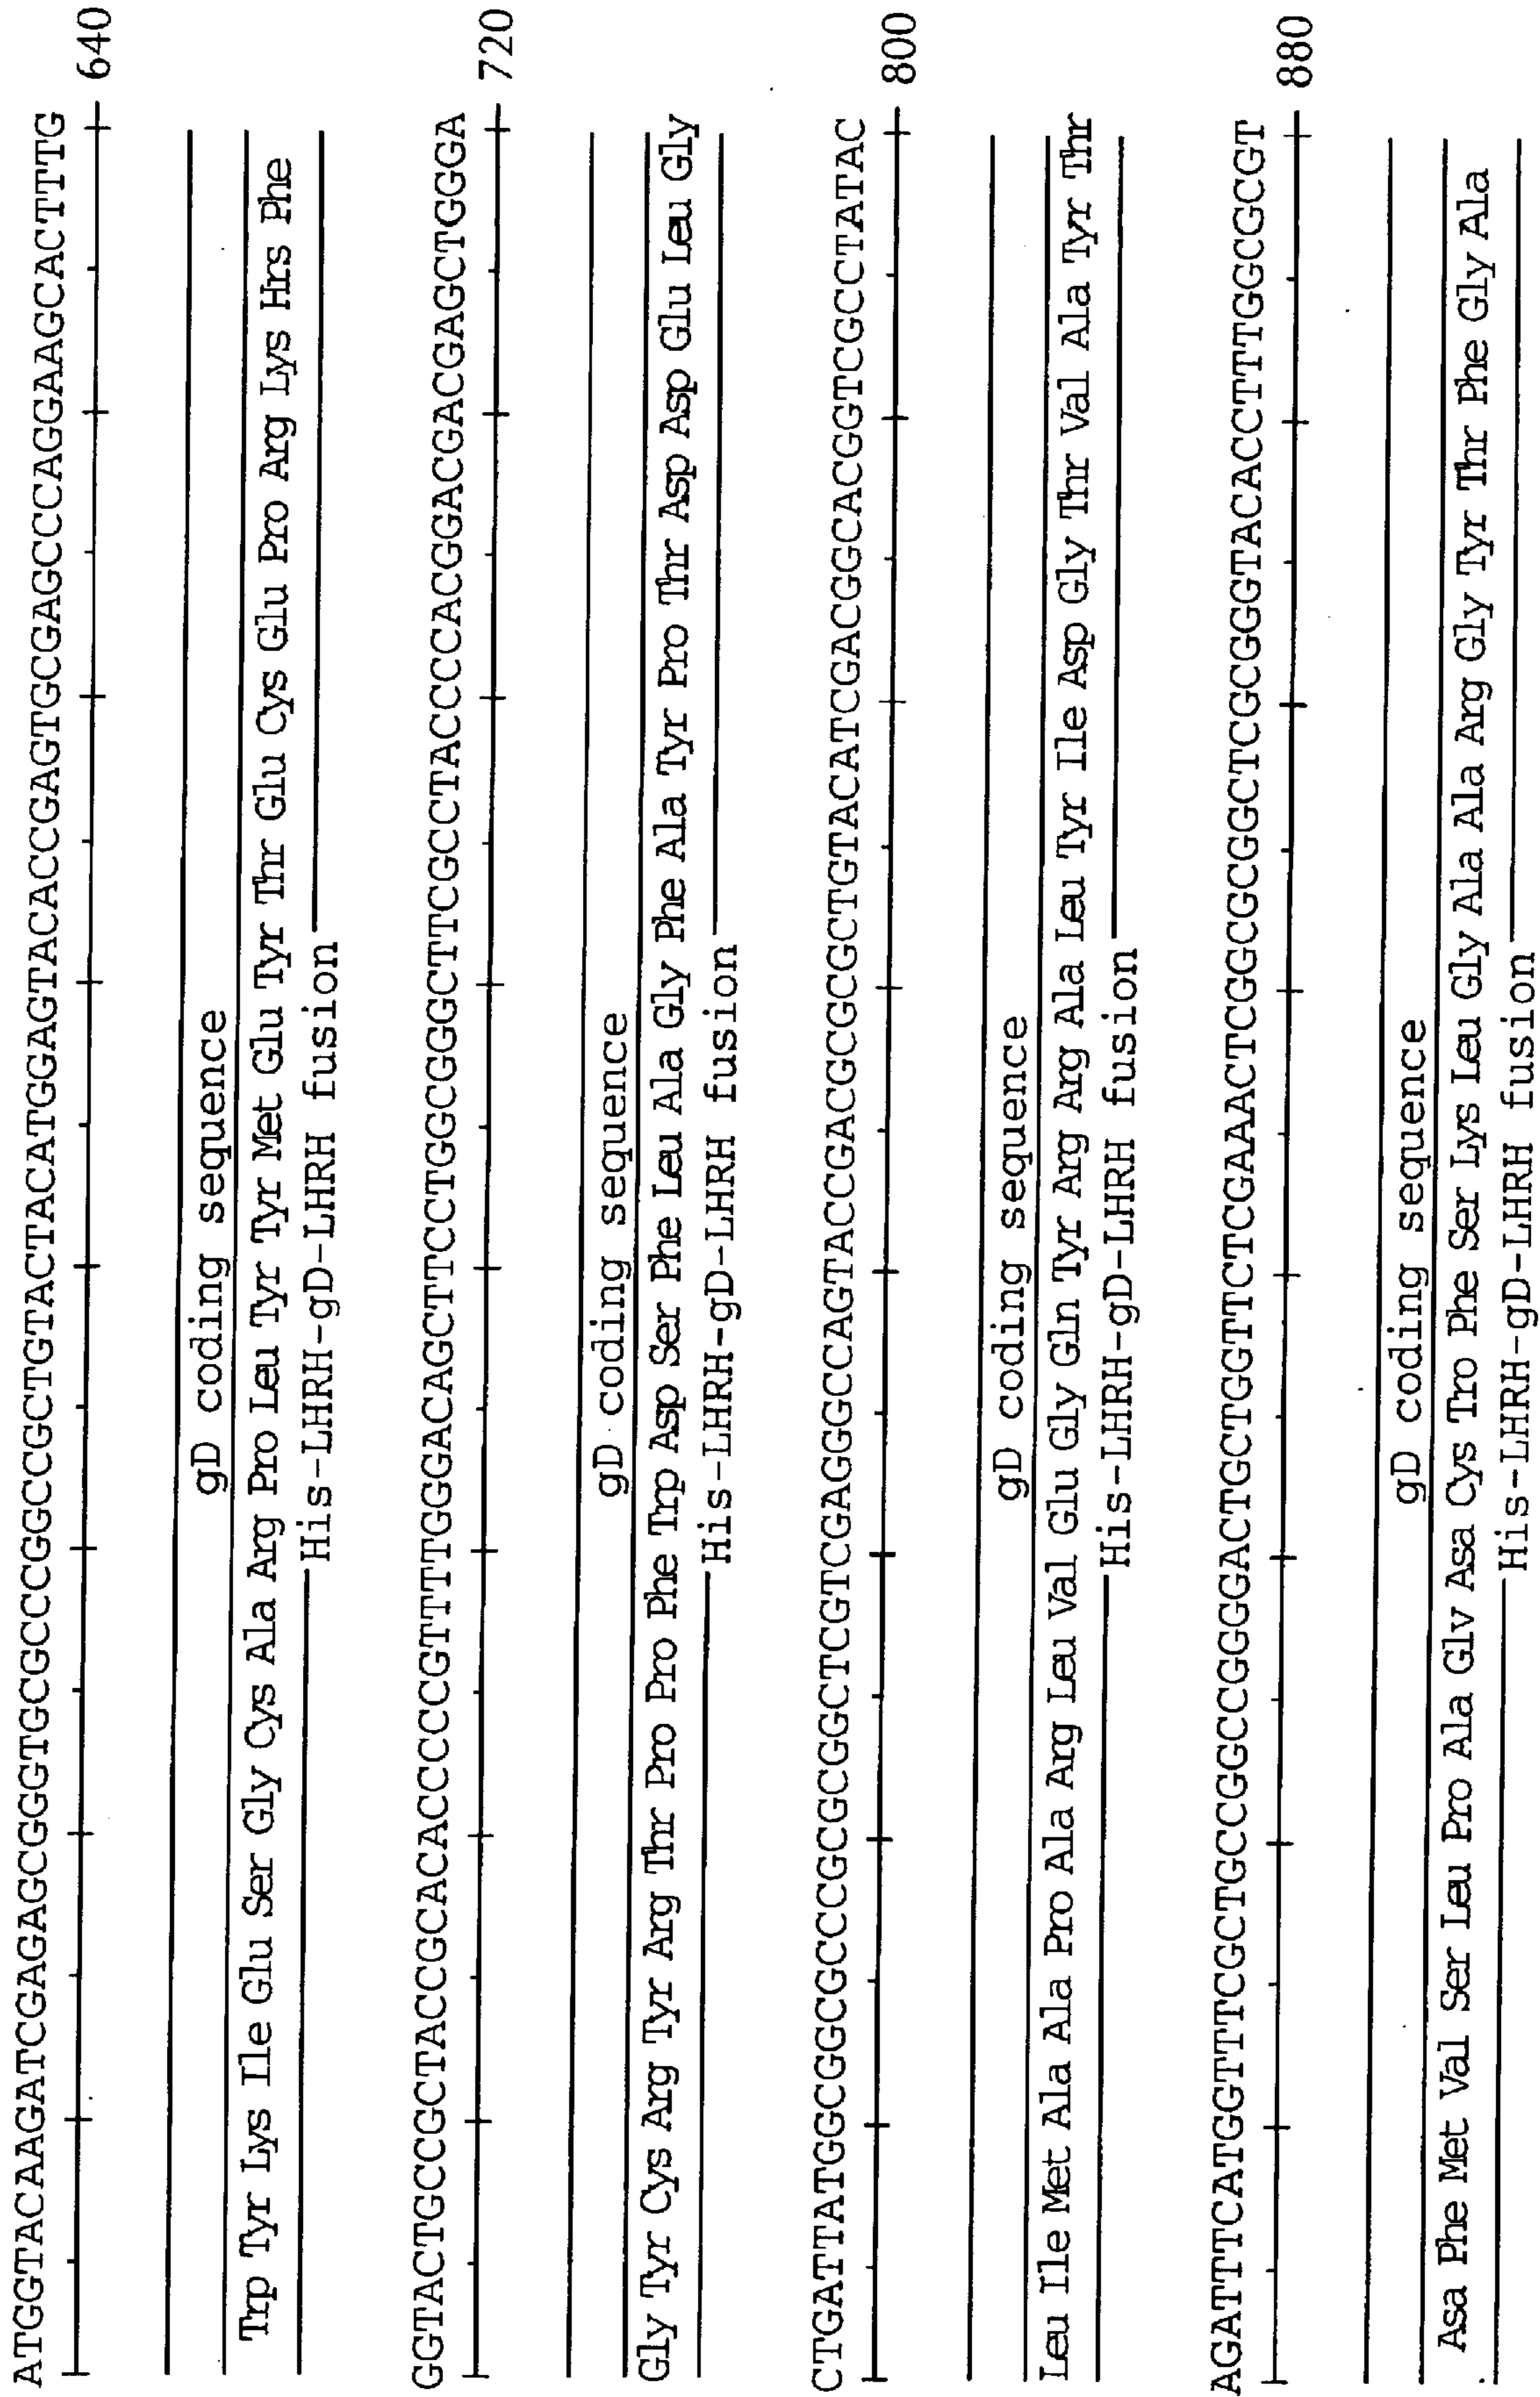 ATGGTACAAGATCGAGAGCGGGTGCGCCCGGCCGCTGTACTACATGGAGTACACCGAGTGCGAGCCCAGGAAGCACTTTG
640
gD coding sequence
Trp Tyr Lys Ile Glu Ser Gly Cys Ala Arg Pro Leu Tyr Tyr Met Glu Tyr Thr Glu Cys Glu Pro Arg Lys Hrs Phe
His-LHRH-gD-LHRH fusion
GGTACTGCCGCTACCGCACACCCCCGTTTTGGGACAGCTTCCTGGCGGGCTTCGCCTACCCCACGGACGACGAGCTGGGA
720
gD coding sequence
Gly Tyr Cys Arg Tyr Arg Thr Pro Pro Phe Trp Asp Ser Phe Leu Ala Gly Phe Ala Tyr Pro Thr Asp Asp Glu Leu Gly
His-LHRH-gD-LHRH fusion
CTGATTATGGCGGCGCCCGCGCGGCTCGTCGAGGGCCAGTACCGACGCGCGCTGTACATCGACGGCACGGTCGCCTATAC
800
gD coding sequence
Leu Ile Met Ala Ala Pro Ala Arg Leu Val Glu Gly Gln Tyr Arg Arg Ala Leu Tyr Ile Asp Gly Thr Val Ala Tyr Thr
His-LHRH-gD-LHRH fusion
AGATTTCATGGTTTCGCTGCCGGCCGGGGACTGCTGGTTCTCGAAACTCGGCGCGGCTCGCGGGTACACCTTTGGCGCGT
880
gD coding sequence
Asa Phe Met Val Ser Leu Pro Ala Glv Asa Cys Tro Phe Ser Lys Leu Gly Ala Ala Arg Gly Tyr Thr Phe Gly Ala
His-LHRH-gD-LHRH fusion